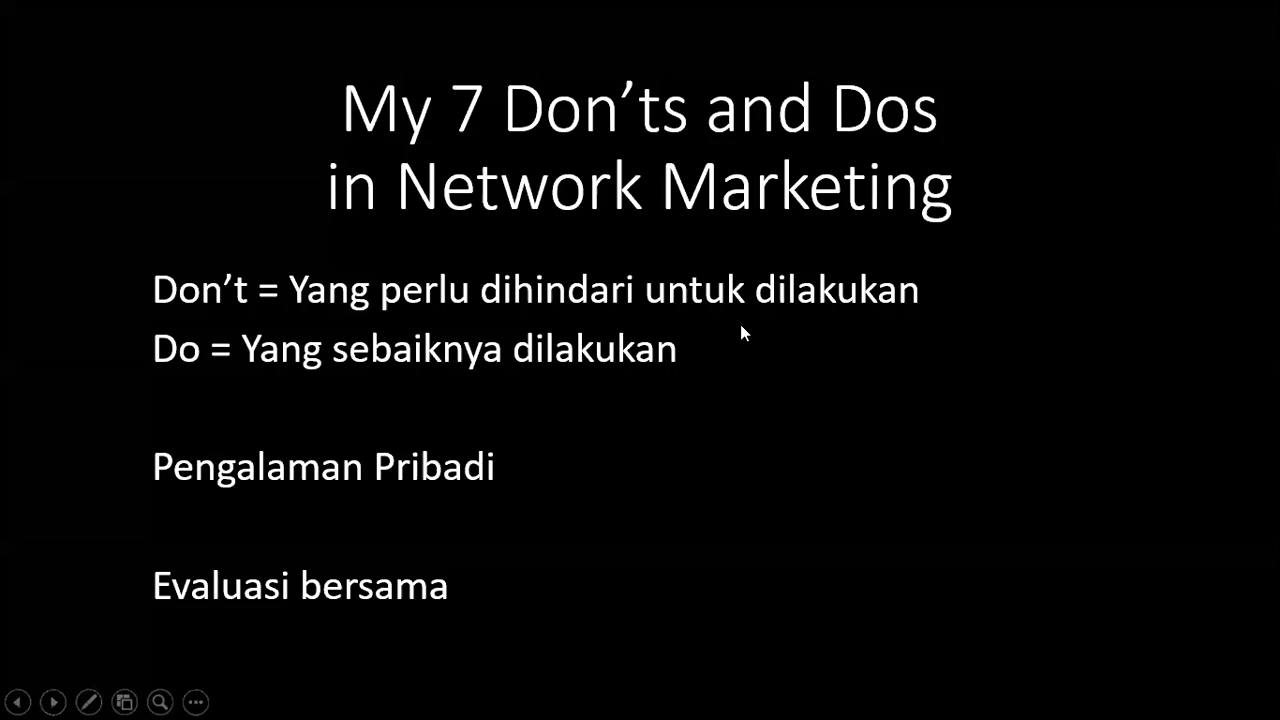 My 7 Don’ts and Dos
in Network Marketing
Don’t = Yang perlu dihindari untuk dilakukan
Do = Yang sebaiknya dilakukan
Pengalaman Pribadi
Evaluasi bersama